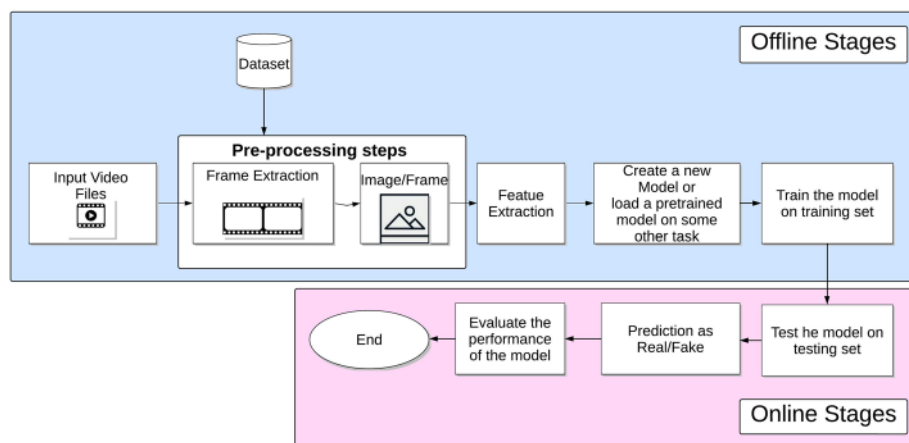 Offline Stages
Dataset
Pre-processing steps
Input Video
Files
Frame Extraction
Image/Frame
Featue
Extraction
Create a new
Model or
load a pretrained
model on some
other task
Train the model
on training set
End
Evaluate the
performance
of the model
Prediction as
Real/Fake
Test he model on
testing set
Online Stages